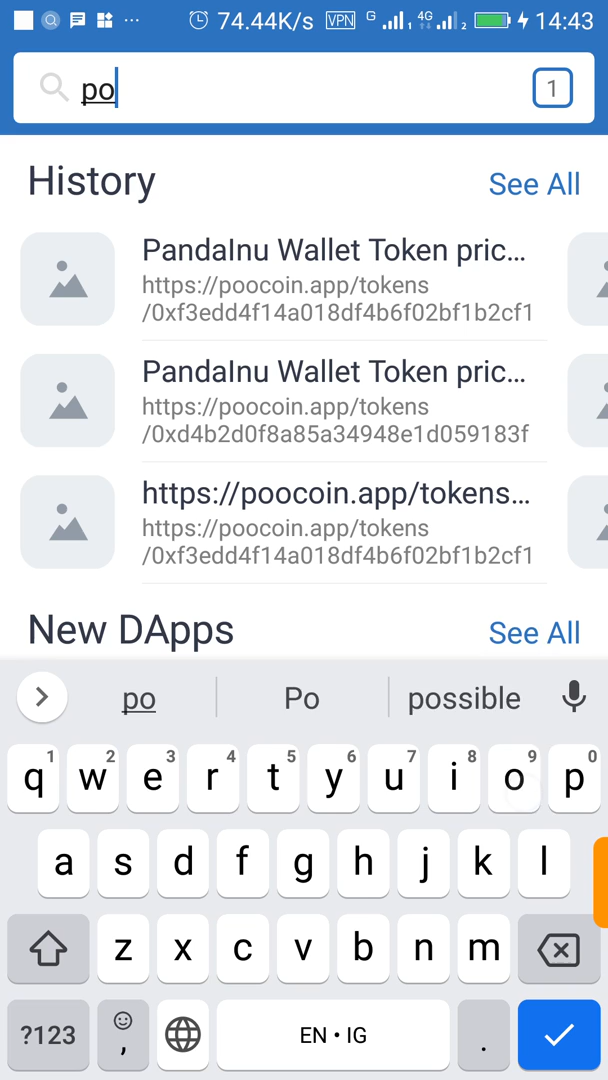 74.44K/s VPN G 1 4G 2 14:43
po 1
History See All
PandaInu Wallet Token pric...
https://poocoin.app/tokens
/0xf3edd4f14a018df4b6f02bf1b2cf1
PandaInu Wallet Token pric...
https://poocoin.app/tokens
/0xd4b2d0f8a85a34948e1d059183f
https://poocoin.app/tokens...
https://poocoin.app/tokens
/0xf3edd4f14a018df4b6f02bf1b2cf1
New DApps See All
po Po possible
1 2 3 4 5 6 7 8 9 0
q w e r t y u i o p
a s d f g h j k l
z x c v b n m
?123 , EN • IG .